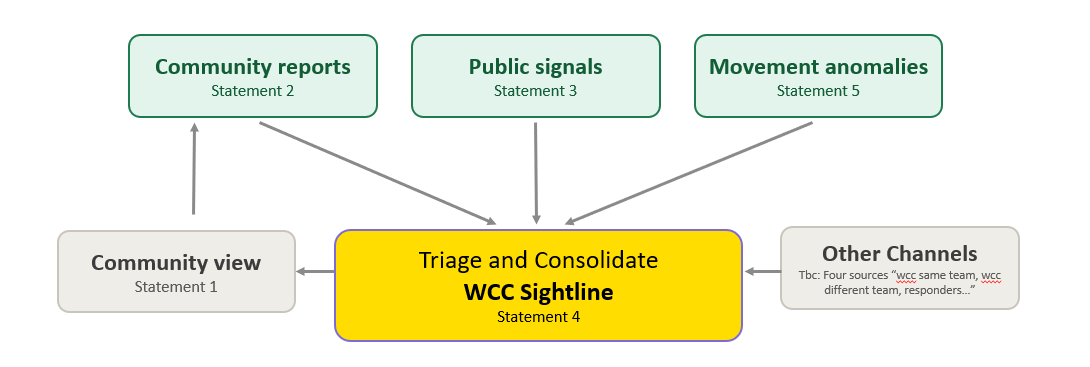 Community reports
Statement 2
Public signals
Statement 3
Movement anomalies
Statement 5
Community view
Statement 1
Triage and Consolidate
WCC Sightline
Statement 4
Other Channels
Tbc: Four sources “wcc same team, wcc
different team, responders...”